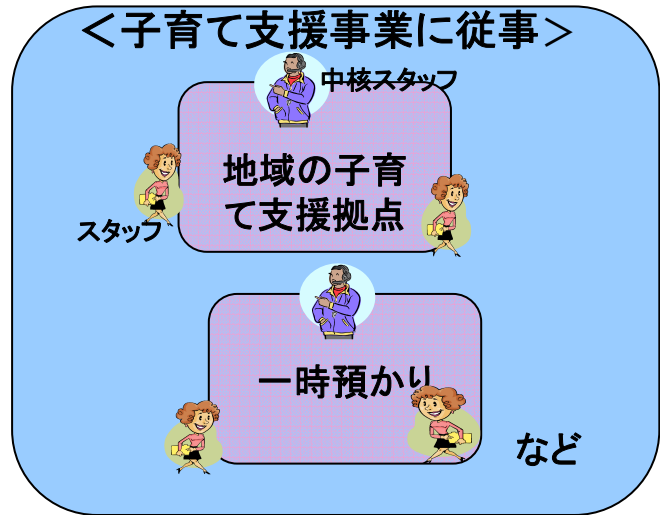 ＜子育て支援事業に従事＞
中核スタッフ
地域の子育
て支援拠点
スタッフ
一時預かり
など